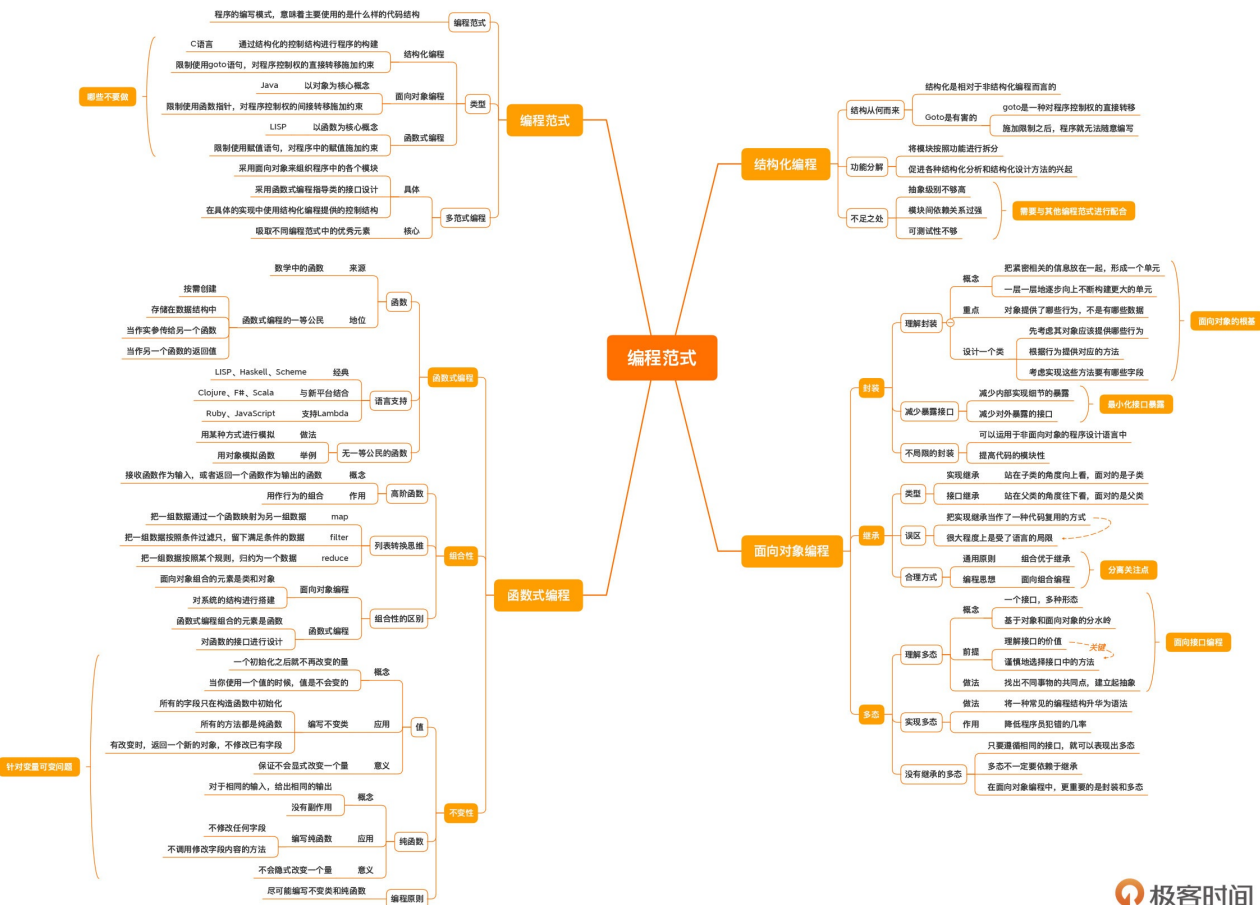 编程范式
编程范式
编程范式
程序的编写模式，意味着主要使用的是什么样的代码结构
类型
结构化编程
C语言
通过结构化的控制结构进行程序的构建
限制使用goto语句，对程序控制权的直接转移施加约束
面向对象编程
Java
以对象为核心概念
限制使用函数指针，对程序控制权的间接转移施加约束
函数式编程
LISP
以函数为核心概念
限制使用赋值语句，对程序中的赋值施加约束
哪些不要做
多范式编程
具体
采用面向对象来组织程序中的各个模块
采用函数式编程指导类的接口设计
在具体的实现中使用结构化编程提供的控制结构
核心
吸取不同编程范式中的优秀元素
结构化编程
结构从何而来
结构化是相对于非结构化编程而言的
Goto是有害的
goto是一种对程序控制权的直接转移
施加限制之后，程序就无法随意编写
功能分解
将模块按照功能进行拆分
促进各种结构化分析和结构化设计方法的兴起
不足之处
抽象级别不够高
模块间依赖关系过强
可测试性不够
需要与其他编程范式进行配合
面向对象编程
封装
理解封装
概念
把紧密相关的信息放在一起，形成一个单元
一层一层地逐步向上不断构建更大的单元
重点
对象提供了哪些行为，不是有哪些数据
设计一个类
先考虑其对象应该提供哪些行为
根据行为提供对应的方法
考虑实现这些方法要有哪些字段
面向对象的根基
减少暴露接口
减少内部实现细节的暴露
减少对外暴露的接口
最小化接口暴露
不局限的封装
可以运用于非面向对象的程序设计语言中
提高代码的模块性
继承
类型
实现继承
站在子类的角度向上看，面对的是子类
接口继承
站在父类的角度往下看，面对的是父类
误区
把实现继承当作了一种代码复用的方式
很大程度上是受了语言的局限
合理方式
通用原则
组合优于继承
编程思想
面向组合编程
分离关注点
多态
理解多态
概念
一个接口，多种形态
基于对象和面向对象的分水岭
前提
理解接口的价值
谨慎地选择接口中的方法
关键
做法
找出不同事物的共同点，建立起抽象
面向接口编程
实现多态
做法
将一种常见的编程结构升华为语法
作用
降低程序员犯错的几率
没有继承的多态
只要遵循相同的接口，就可以表现出多态
多态不一定要依赖于继承
在面向对象编程中，更重要的是封装和多态
函数式编程
函数式编程
函数
来源
数学中的函数
地位
函数式编程的一等公民
按需创建
存储在数据结构中
当作实参传给另一个函数
当作另一个函数的返回值
语言支持
经典
LISP、Haskell、Scheme
与新平台结合
Clojure、F#、Scala
支持Lambda
Ruby、JavaScript
无一等公民的函数
做法
用某种方式进行模拟
举例
用对象模拟函数
组合性
高阶函数
概念
接收函数作为输入，或者返回一个函数作为输出的函数
作用
用作行为的组合
列表转换思维
map
把一组数据通过一个函数映射为另一组数据
filter
把一组数据按照条件过滤只，留下满足条件的数据
reduce
把一组数据按照某个规则，归约为一个数据
组合性的区别
面向对象编程
面向对象组合的元素是类和对象
对系统的结构进行搭建
函数式编程
函数式编程组合的元素是函数
对函数的接口进行设计
不变性
值
概念
一个初始化之后就不再改变的量
当你使用一个值的时候，值是不会变的
应用
编写不变类
所有的字段只在构造函数中初始化
所有的方法都是纯函数
有改变时，返回一个新的对象，不修改已有字段
意义
保证不会显式改变一个量
纯函数
概念
对于相同的输入，给出相同的输出
没有副作用
应用
编写纯函数
不修改任何字段
不调用修改字段内容的方法
意义
不会隐式改变一个量
编程原则
尽可能编写不变类和纯函数
针对变量可变问题
极客时间